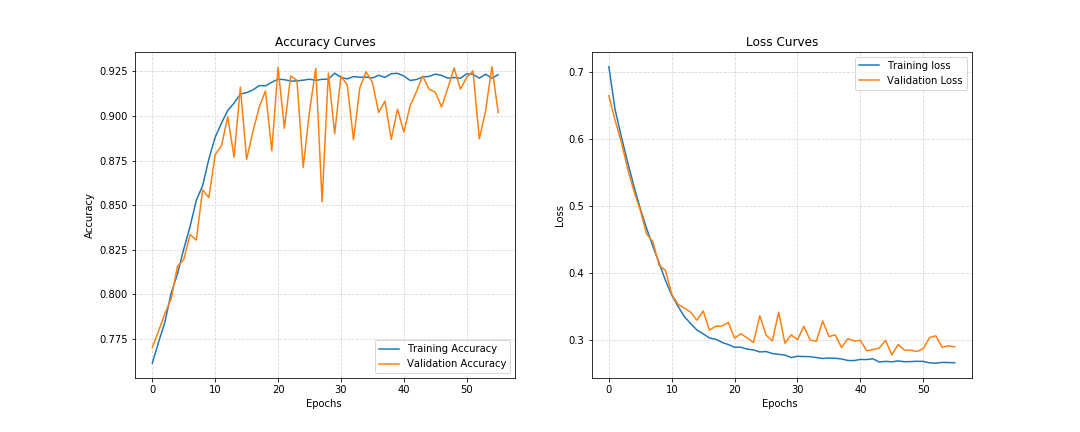 Accuracy Curves
Accuracy
0.925
0.900
0.875
0.850
0.825
0.800
0.775
0
10
20
30
40
50
Epochs
Training Accuracy
Validation Accuracy
Loss Curves
Loss
0.7
0.6
0.5
0.4
0.3
0
10
20
30
40
50
Epochs
Training loss
Validation Loss